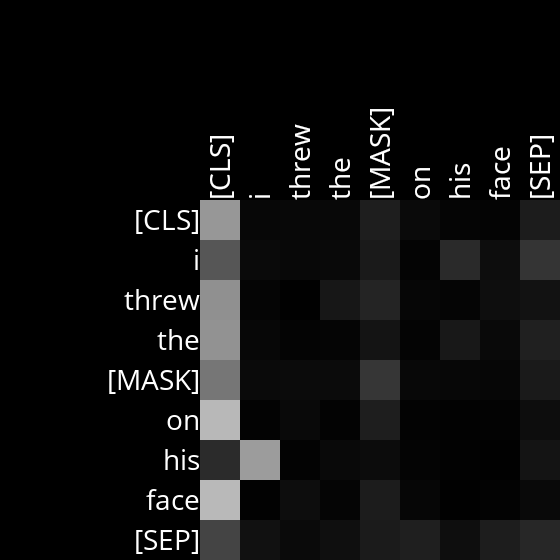 [CLS] i threw the [MASK] on his face [SEP]
[CLS]
i
threw
the
[MASK]
on
his
face
[SEP]